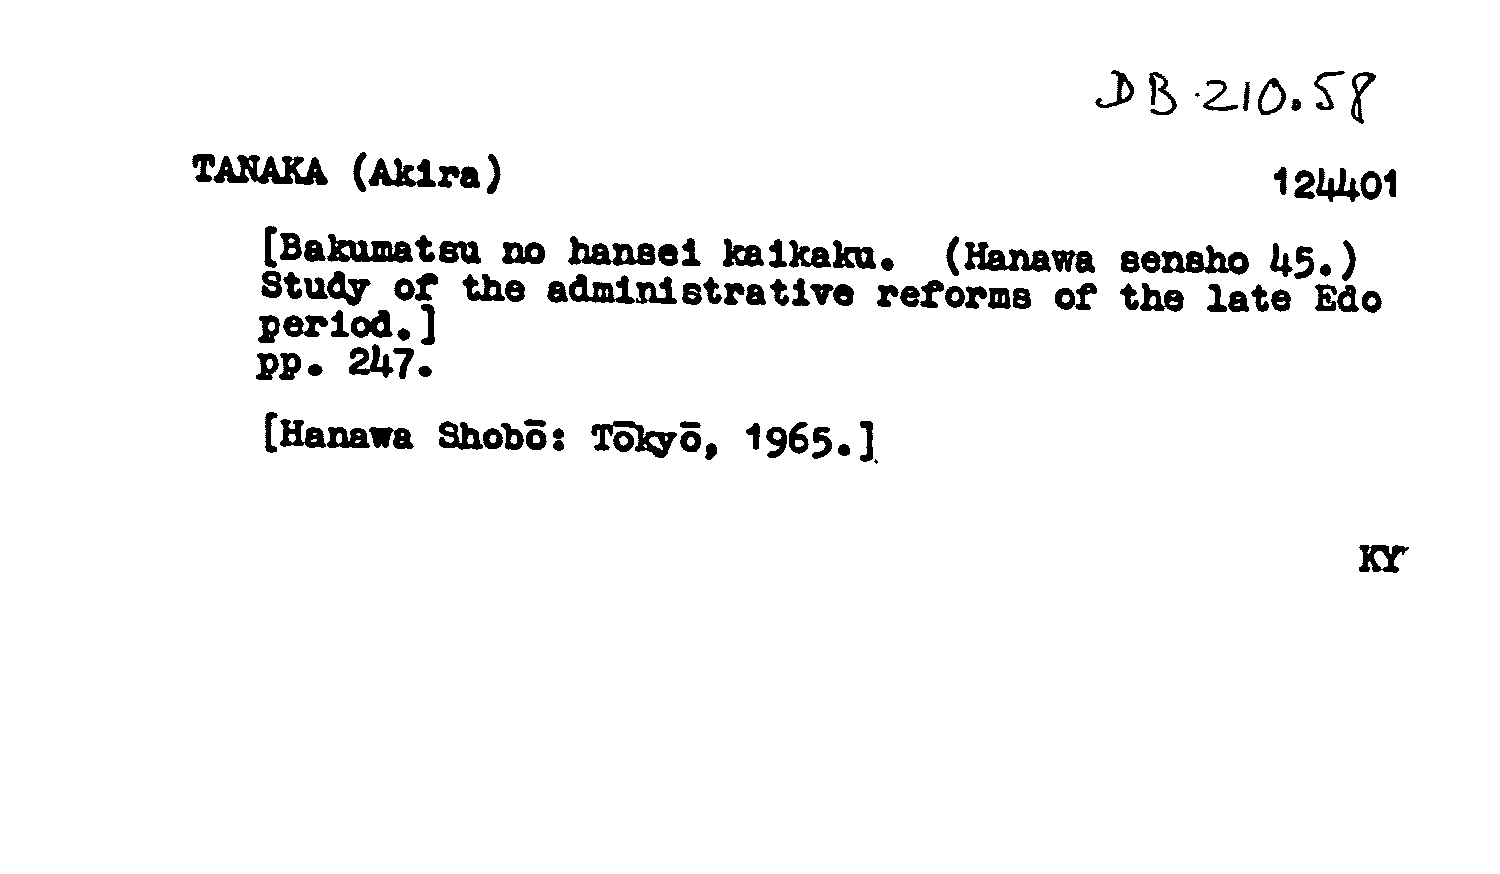 DB 210.58
TANAKA (Akira)
124401
[Bakumatsu no hansei kaikaku. (Hanawa sensho 45.)
Study of the administrative reforms of the late Edo
period.]
pp. 247.
[Hanawa Shobō: Tōkyō, 1965.]
KY